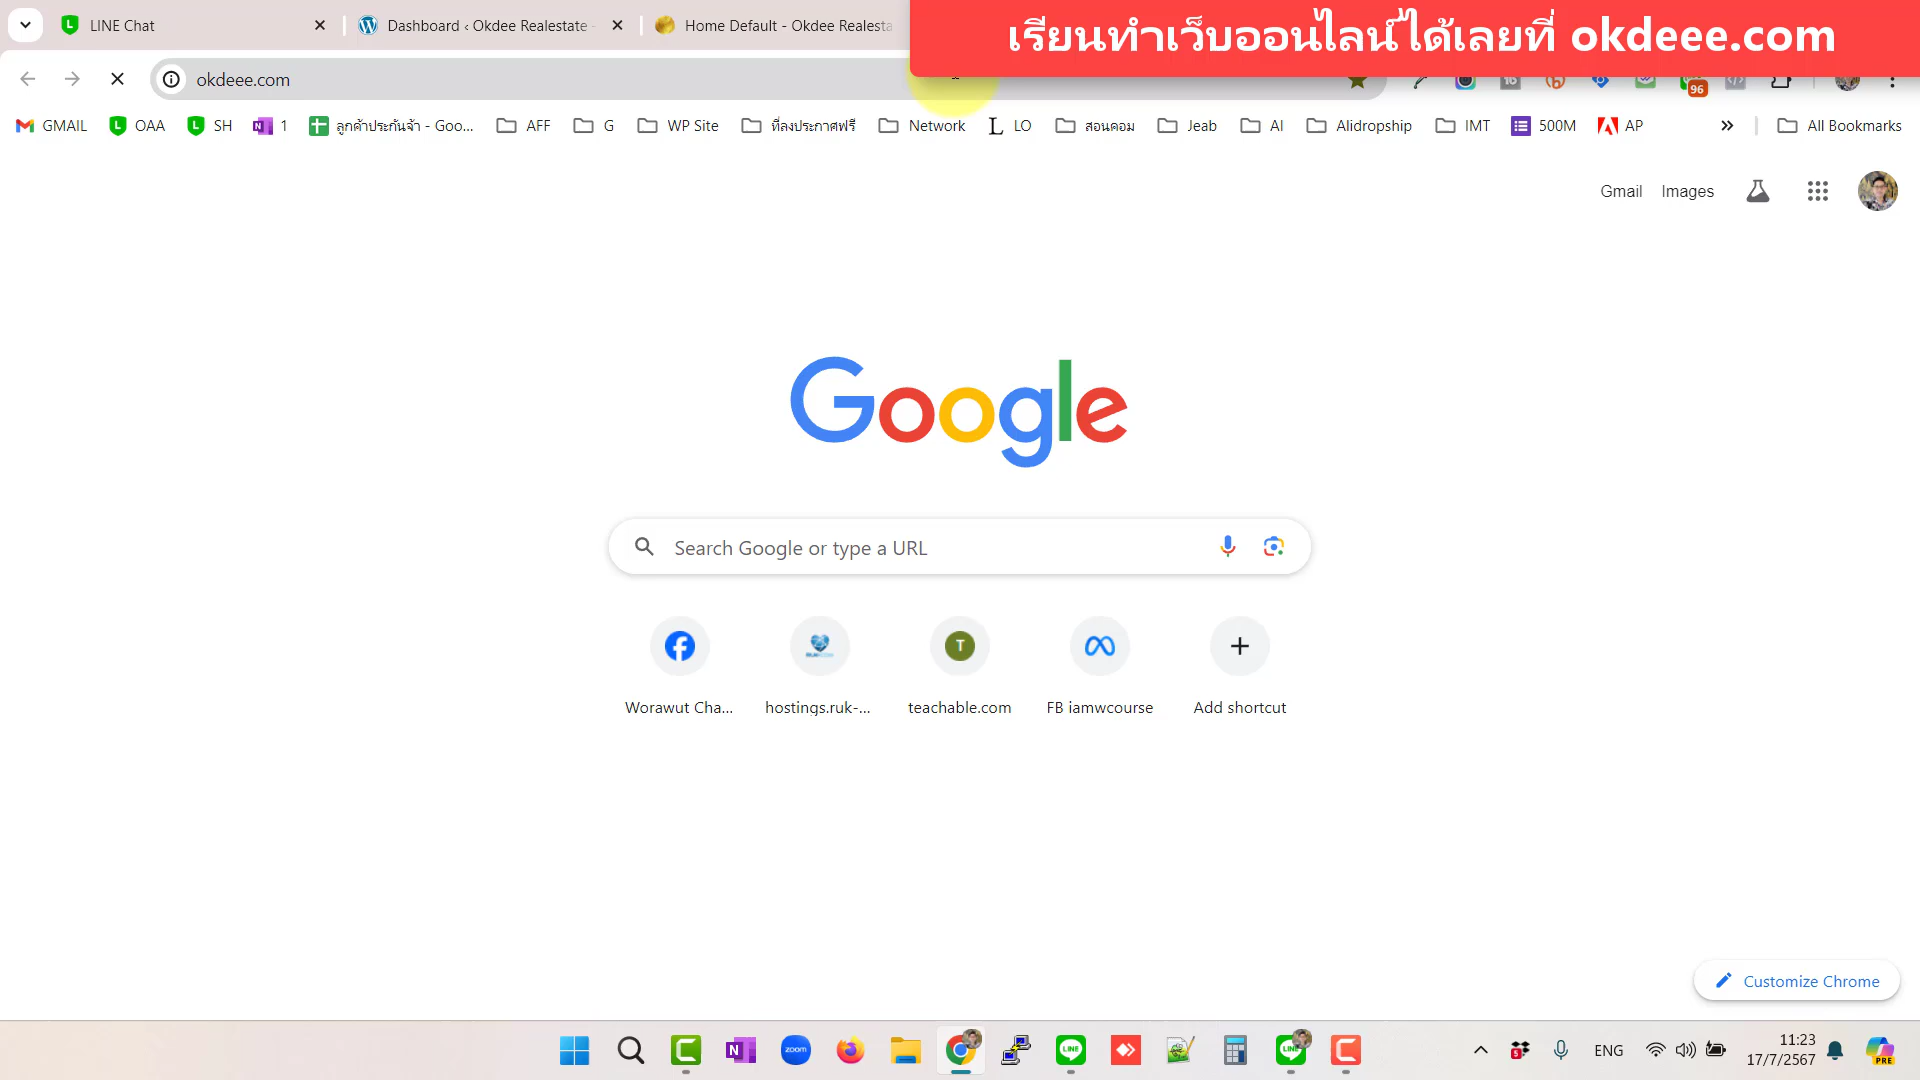 LINE Chat
Dashboard ‹ Okdee Realestate -
Home Default - Okdee Realesta
เรียนทำเว็บออนไลน์ได้เลยที่ okdeee.com
okdeee.com
96
GMAIL
OAA
SH
1
ลูกค้าประกันจ้า - Goo...
AFF
G
WP Site
ที่ลงประกาศฟรี
Network
LO
สอนคอม
Jeab
AI
Alidropship
IMT
500M
AP
All Bookmarks
Gmail
Images
Google
Search Google or type a URL
T
Worawut Cha...
hostings.ruk-...
teachable.com
FB iamwcourse
Add shortcut
Customize Chrome
zoom
LINE
LINE
5
ENG
11:23
17/7/2567
PRE